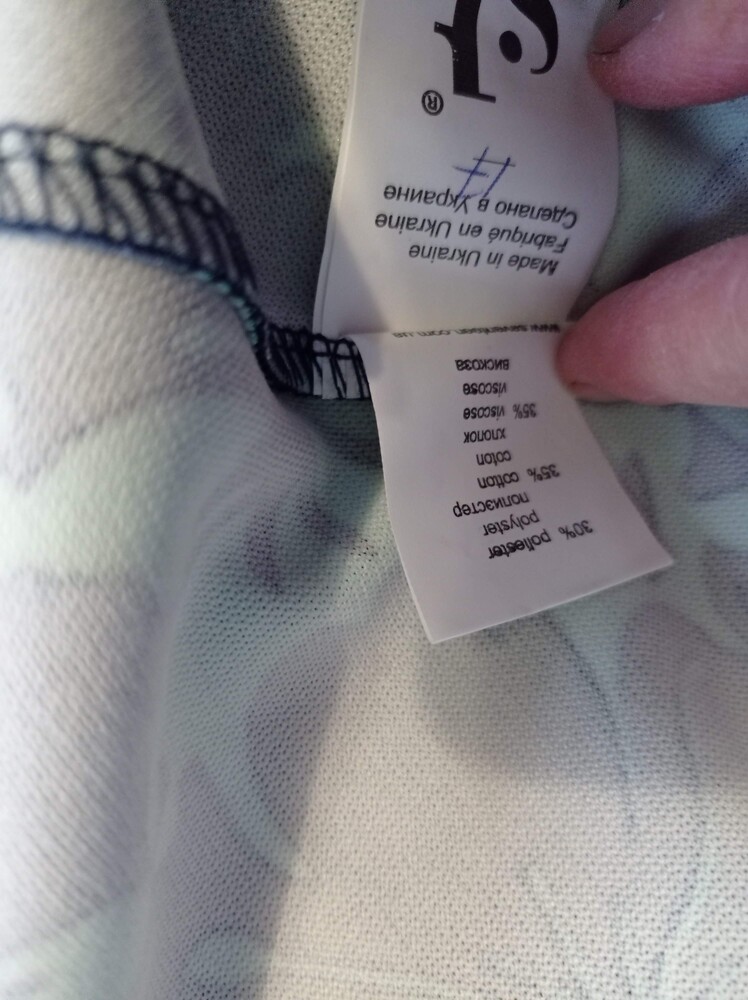 30% poliester
polyster
полиэстер
35% cotton
coton
хлопок
35% viscose
viscose
вискоза
Made in Ukraine
Fabriqué en Ukraine
Сделано в Украине
®